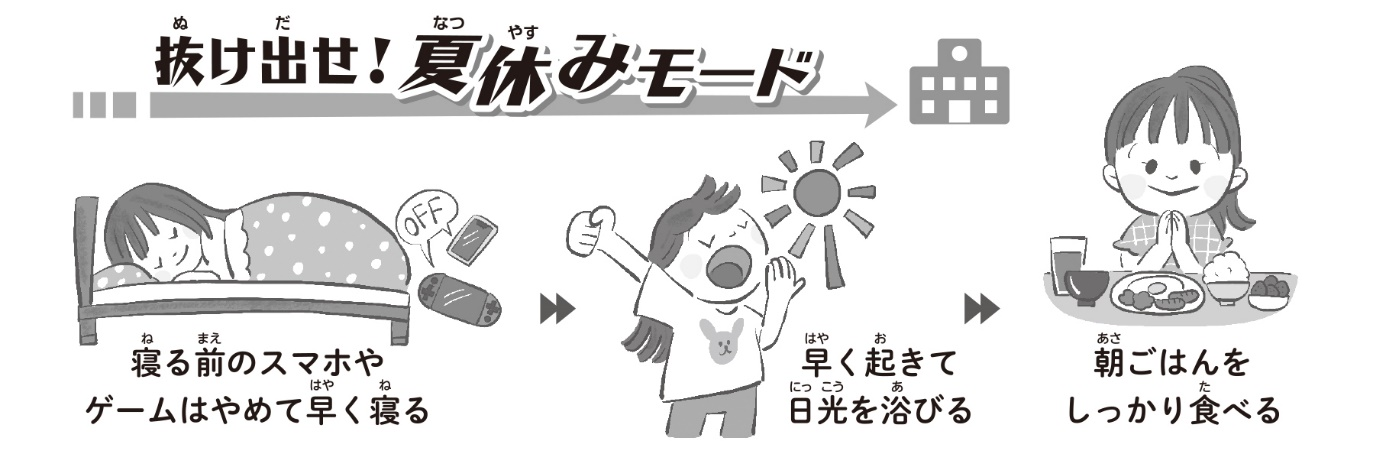 抜け出せ!夏休みモード
OFF
寝る前のスマホや
ゲームはやめて早く寝る
早く起きて
日光を浴びる
朝ごはんを
しっかり食べる